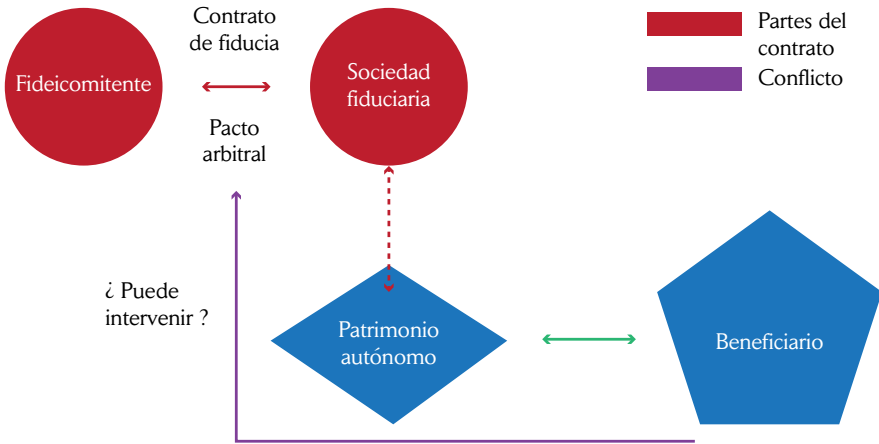 Contrato
de fiducia
Fideicomitente
Sociedad
fiduciaria
Pacto
arbitral
Partes del
contrato
Conflicto
¿ Puede
intervenir ?
Patrimonio
autónomo
Beneficiario